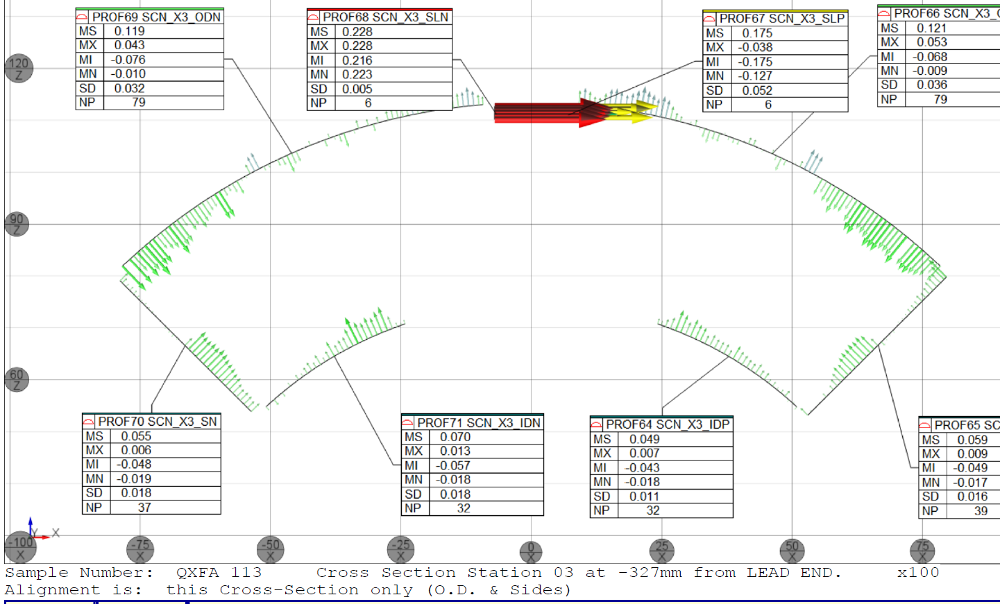 PROF69 SCN_X3_ODN
MS 0.119
MX 0.043
MI -0.076
MN -0.010
SD 0.032
NP 79
PROF68 SCN_X3_SLN
MS 0.228
MX 0.228
MI 0.216
MN 0.223
SD 0.005
NP 6
PROF67 SCN_X3_SLP
MS 0.175
MX -0.038
MI -0.175
MN -0.127
SD 0.052
NP 6
PROF66 SCN_X3_
MS 0.121
MX 0.053
MI -0.068
MN -0.009
SD 0.036
NP 79
120
Z
90
Z
60
Z
PROF70 SCN_X3_SN
MS 0.055
MX 0.006
MI -0.048
MN -0.019
SD 0.018
NP 37
PROF71 SCN_X3_IDN
MS 0.070
MX 0.013
MI -0.057
MN -0.018
SD 0.018
NP 32
PROF64 SCN_X3_IDP
MS 0.049
MX 0.007
MI -0.043
MN -0.018
SD 0.011
NP 32
PROF65 SC
MS 0.059
MX 0.009
MI -0.049
MN -0.017
SD 0.016
NP 39
Y X
-100 -75 -50 -25 0 25 50 75
X X X X X X X X
Sample Number: QXFA 113 Cross Section Station 03 at -327mm from LEAD END. x100
Alignment is: this Cross-Section only (O.D. & Sides)